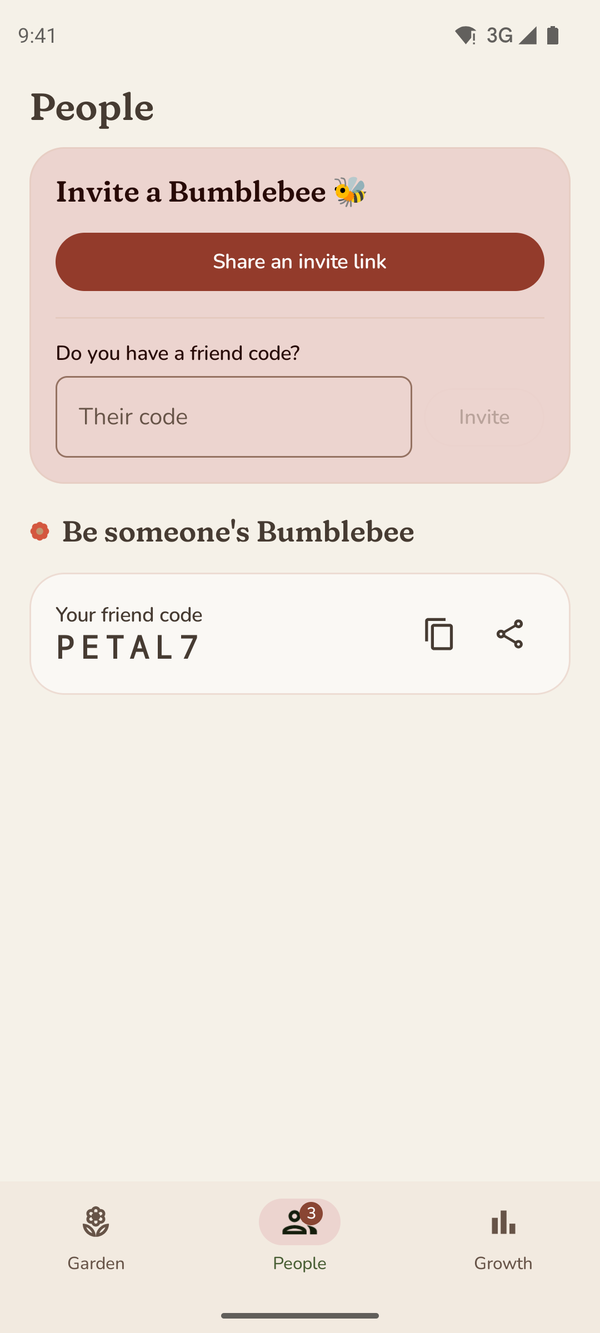 9:41
3G
People
Invite a Bumblebee 🐝
Share an invite link
Do you have a friend code?
Their code
Invite
Be someone's Bumblebee
Your friend code
PETAL7
3
Garden
People
Growth